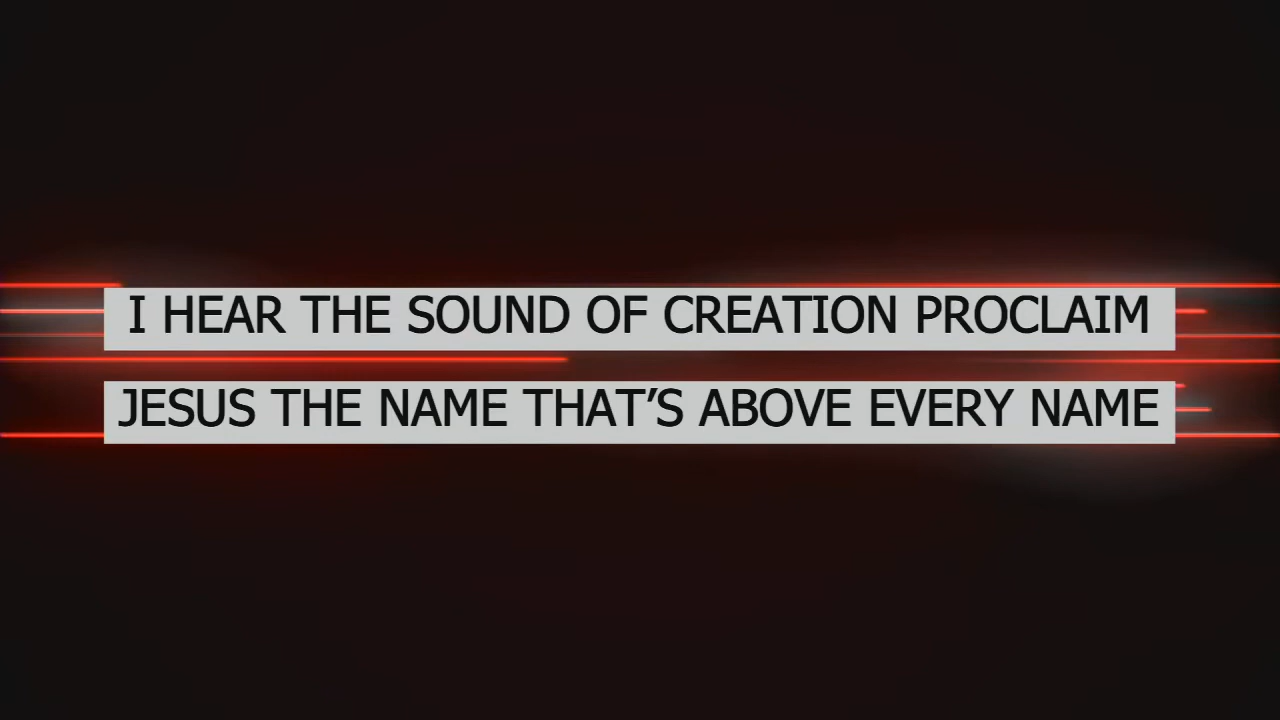 I HEAR THE SOUND OF CREATION PROCLAIM
JESUS THE NAME THAT’S ABOVE EVERY NAME